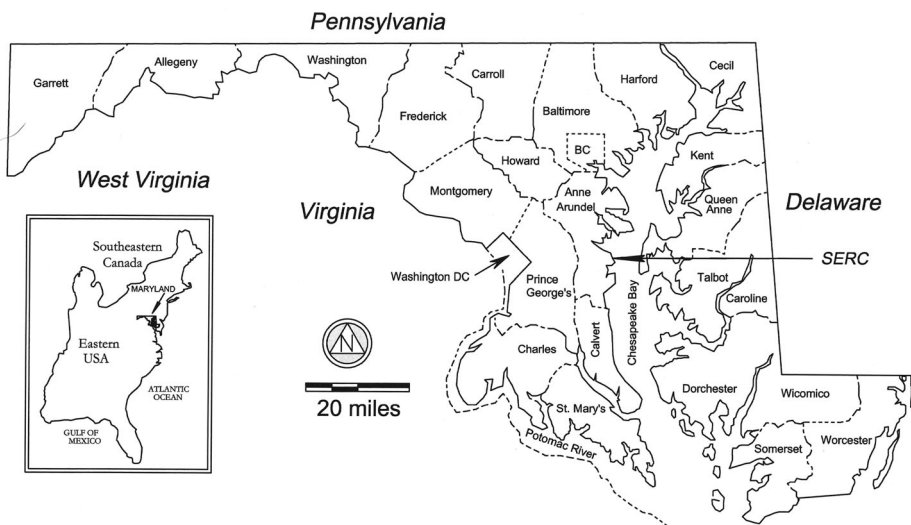 Pennsylvania
Garrett
Allegeny
Washington
Frederick
Carroll
Baltimore
Harford
Cecil
BC
Howard
Kent
Montgomery
Anne
Arundel
Queen
Anne
West Virginia
Virginia
Delaware
Washington DC
Prince
George's
SERC
Talbot
Caroline
Chesapeake Bay
Calvert
Charles
St. Mary's
Potomac River
Dorchester
Wicomico
Somerset
Worcester
N
20 miles
Southeastern
Canada
MARYLAND
Eastern
USA
ATLANTIC
OCEAN
GULF OF
MEXICO